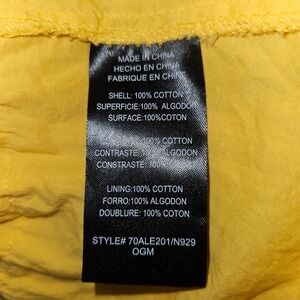 MADE IN CHINA
HECHO EN CHINA
FABRIQUE EN CHINE
SHELL: 100% COTTON
SUPERFICIE:100% ALGODON
SURFACE:100%COTON
COTTON
CONTRASTE: ALGODON
CONSTRASTE:
LINING:100% COTTON
FORRO:100% ALGODON
DOUBLURE: 100% COTON
STYLE# 70ALE201/N929
OGM